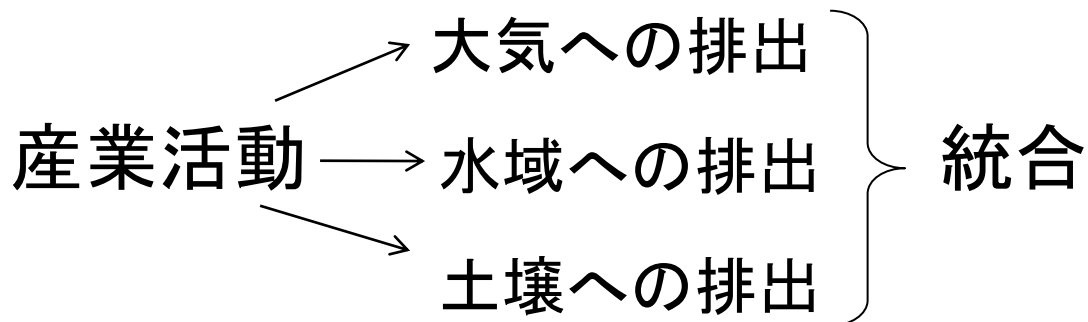 大気への排出
産業活動
水域への排出
統合
土壌への排出